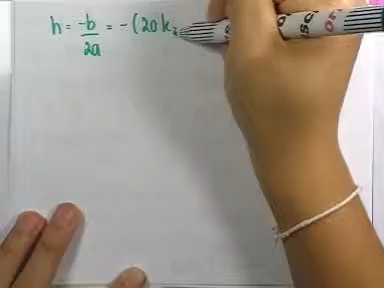 h = -b/2a = -(20k